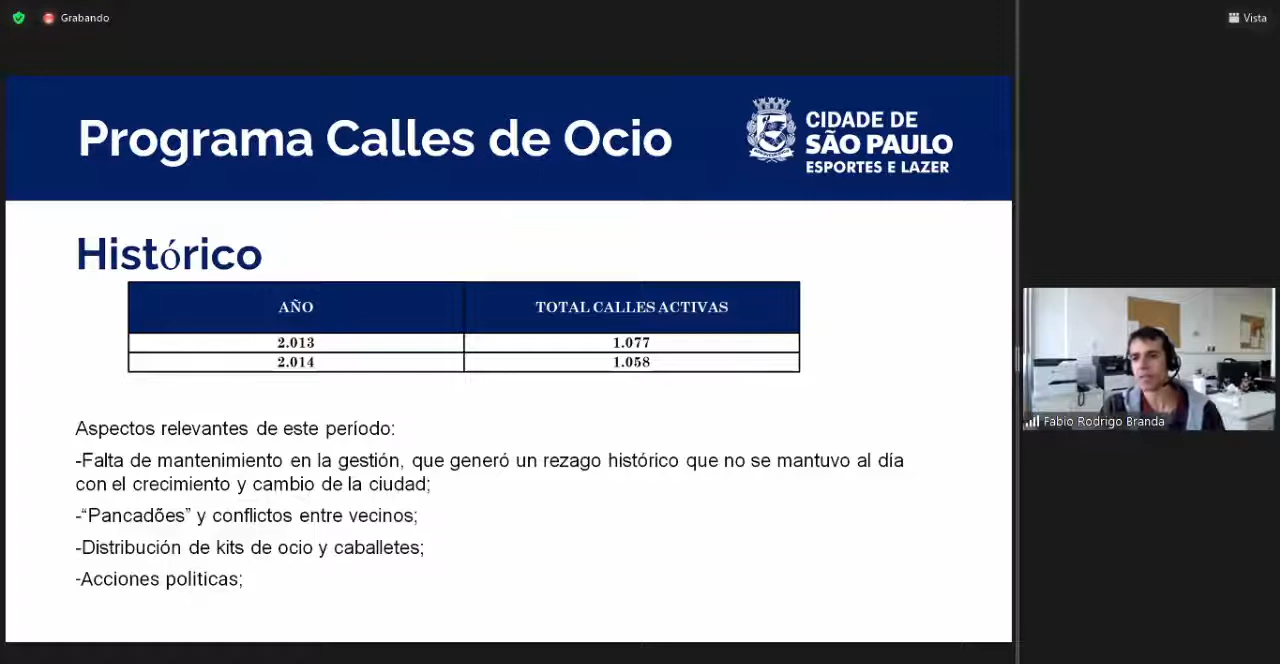 Grabando
Vista
Programa Calles de Ocio
CIDADE DE
SÃO PAULO
ESPORTES E LAZER
Histórico
AÑO TOTAL CALLES ACTIVAS
2.013 1.077
2.014 1.058
Aspectos relevantes de este período:
-Falta de mantenimiento en la gestión, que generó un rezago histórico que no se mantuvo al día
con el crecimiento y cambio de la ciudad;
-“Pancadões” y conflictos entre vecinos;
-Distribución de kits de ocio y caballetes;
-Acciones politicas;
Fabio Rodrigo Branda